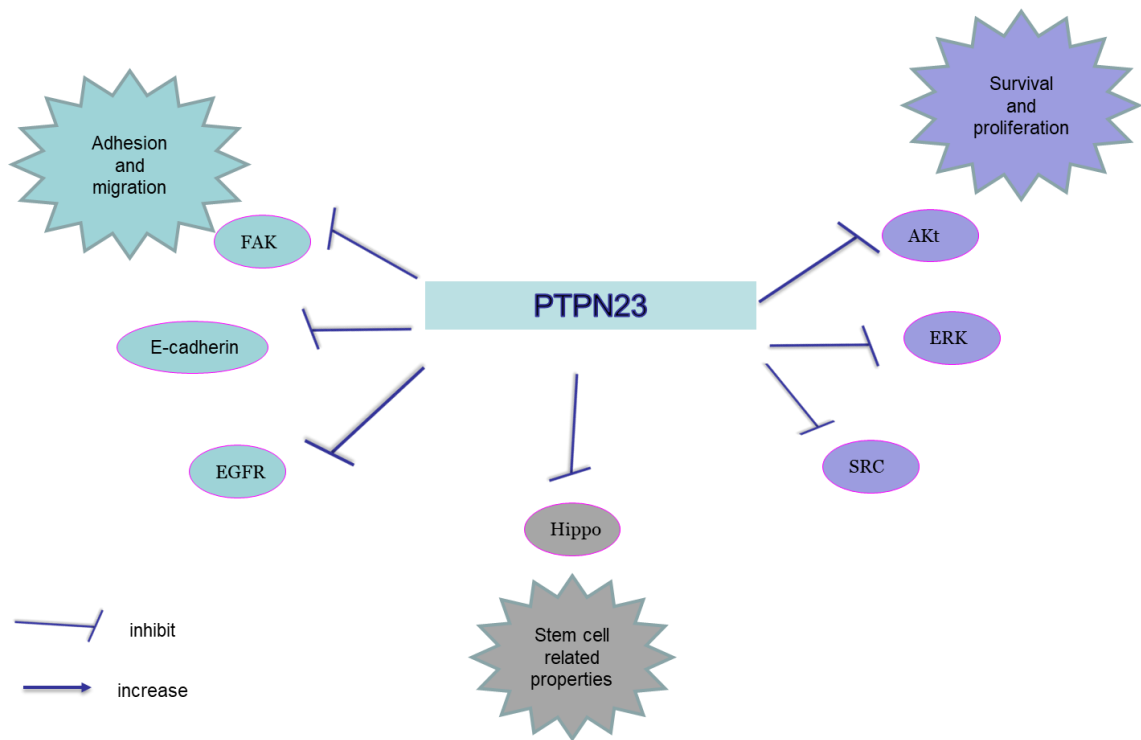 Survival
and
proliferation
Adhesion
and
migration
FAK
AKt
PTPN23
E-cadherin
ERK
EGFR
SRC
Hippo
Stem cell
related
properties
inhibit
increase